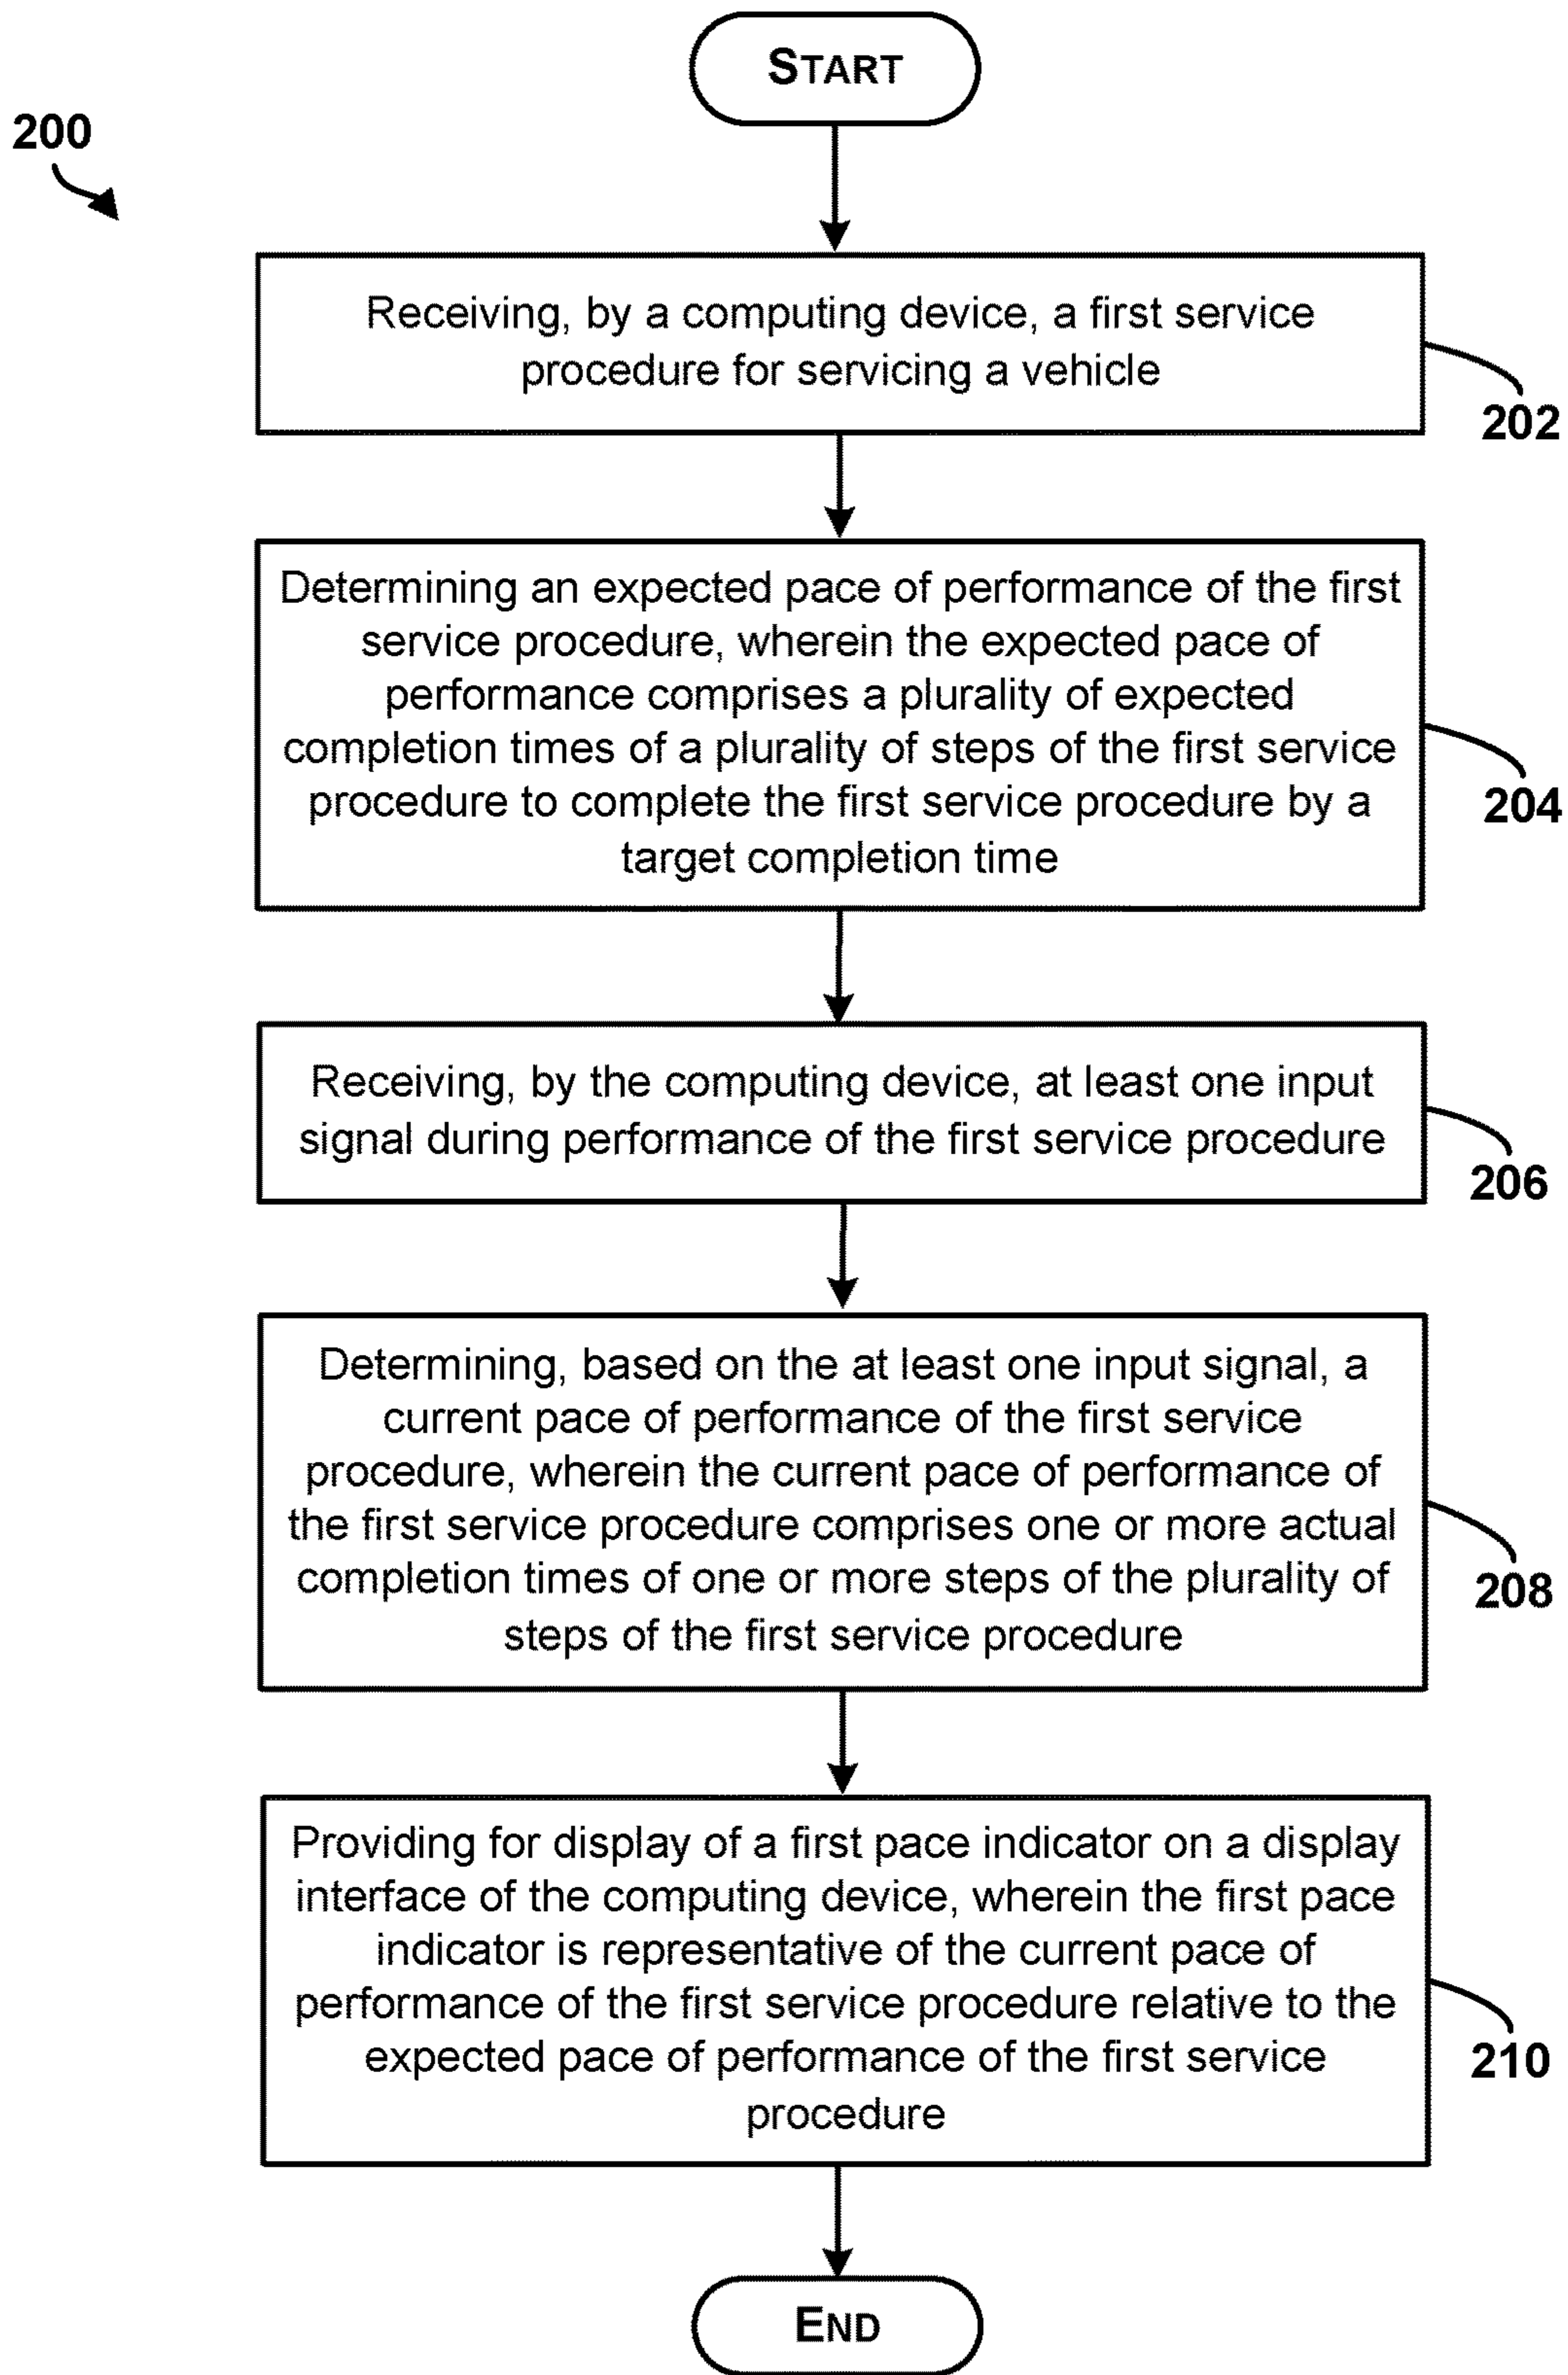 START
200
Receiving, by a computing device, a first service
procedure for servicing a vehicle
202
Determining an expected pace of performance of the first
service procedure, wherein the expected pace of
performance comprises a plurality of expected
completion times of a plurality of steps of the first service
procedure to complete the first service procedure by a
target completion time
204
Receiving, by the computing device, at least one input
signal during performance of the first service procedure
206
Determining, based on the at least one input signal, a
current pace of performance of the first service
procedure, wherein the current pace of performance of
the first service procedure comprises one or more actual
completion times of one or more steps of the plurality of
steps of the first service procedure
208
Providing for display of a first pace indicator on a display
interface of the computing device, wherein the first pace
indicator is representative of the current pace of
performance of the first service procedure relative to the
expected pace of performance of the first service
procedure
210
END